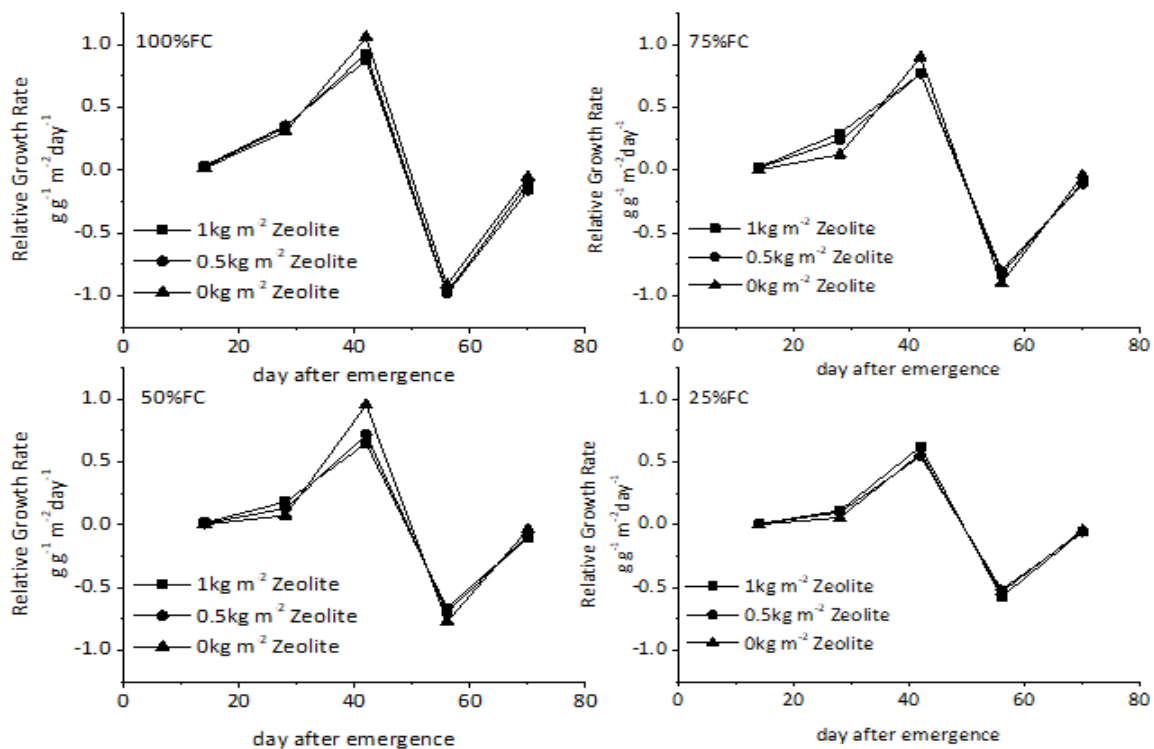 100%FC
Relative Growth Rate
g g⁻¹ m⁻² day⁻¹
1.0
0.5
0.0
-0.5
-1.0
1kg m⁻² Zeolite
0.5kg m⁻² Zeolite
0kg m⁻² Zeolite
0 20 40 60 80
day after emergence
75%FC
Relative Growth Rate
g g⁻¹ m⁻² day⁻¹
1.0
0.5
0.0
-0.5
-1.0
1kg m⁻² Zeolite
0.5kg m⁻² Zeolite
0kg m⁻² Zeolite
0 20 40 60 80
day after emergence
50%FC
Relative Growth Rate
g g⁻¹ m⁻² day⁻¹
1.0
0.5
0.0
-0.5
-1.0
1kg m⁻² Zeolite
0.5kg m⁻² Zeolite
0kg m⁻² Zeolite
0 20 40 60 80
day after emergence
25%FC
Relative Growth Rate
g g⁻¹ m⁻² day⁻¹
1.0
0.5
0.0
-0.5
-1.0
1kg m⁻² Zeolite
0.5kg m⁻² Zeolite
0kg m⁻² Zeolite
0 20 40 60 80
day after emergence